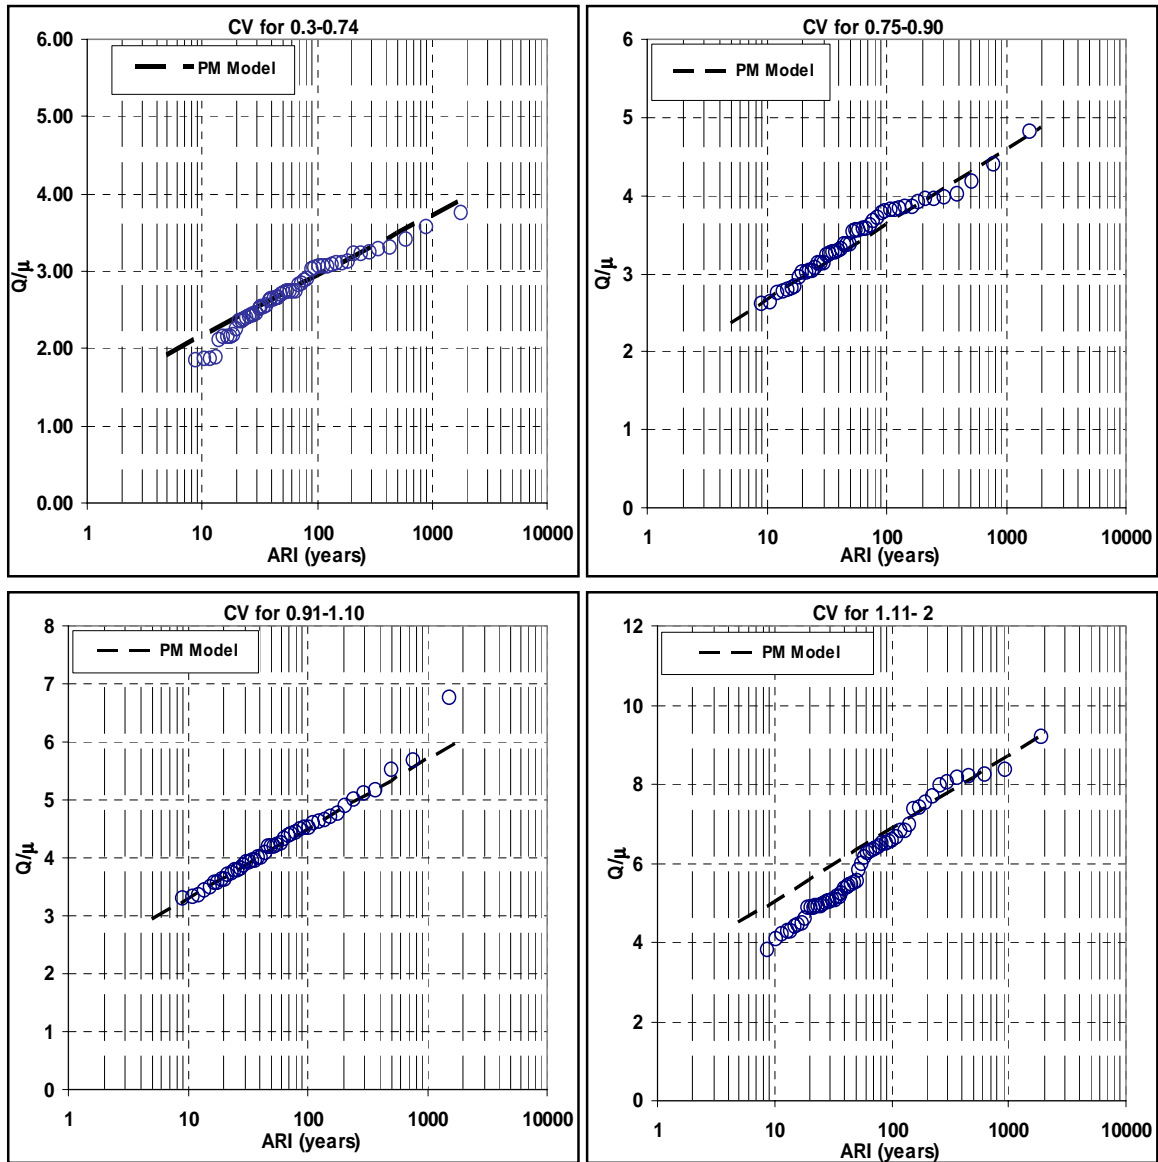 CV for 0.3-0.74
PM Model
6.00
5.00
4.00
3.00
2.00
1.00
0.00
Q/μ
1 10 100 1000 10000
ARI (years)
CV for 0.75-0.90
PM Model
6
5
4
3
2
1
0
Q/μ
1 10 100 1000 10000
ARI (years)
CV for 0.91-1.10
PM Model
8
7
6
5
4
3
2
1
0
Q/μ
1 10 100 1000 10000
ARI (years)
CV for 1.11- 2
PM Model
12
10
8
6
4
2
0
Q/μ
1 10 100 1000 10000
ARI (years)